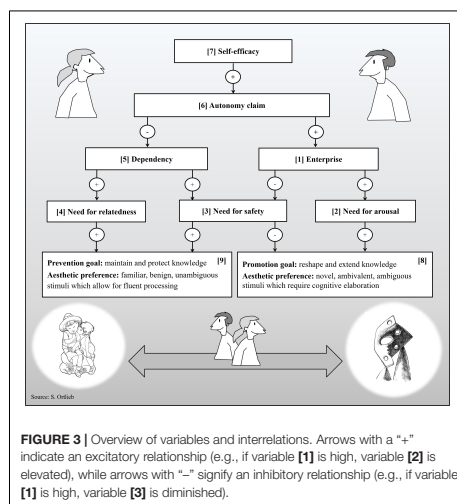 [7] Self-efficacy
+
[6] Autonomy claim
- +
[5] Dependency [1] Enterprise
+ + - +
[4] Need for relatedness [3] Need for safety [2] Need for arousal
+ + - +
Prevention goal: maintain and protect knowledge [9]
Aesthetic preference: familiar, benign, unambiguous
stimuli which allow for fluent processing
Promotion goal: reshape and extend knowledge [8]
Aesthetic preference: novel, ambivalent, ambiguous
stimuli which require cognitive elaboration
Source: S. Ortlieb
FIGURE 3 | Overview of variables and interrelations. Arrows with a “+”
indicate an excitatory relationship (e.g., if variable [1] is high, variable [2] is
elevated), while arrows with “–” signify an inhibitory relationship (e.g., if variable
[1] is high, variable [3] is diminished).